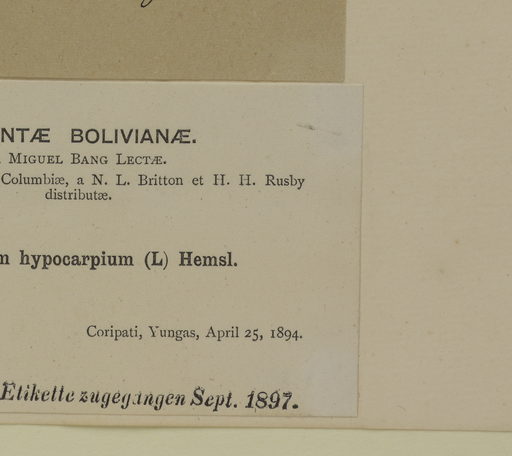 NTÆ BOLIVIANÆ.
MIGUEL BANG LECTÆ.
Columbiæ, a N. L. Britton et H. H. Rusby
distributæ.
m hypocarpium (L) Hemsl.
Coripati, Yungas, April 25, 1894.
Etikette zugegangen Sept. 1897.